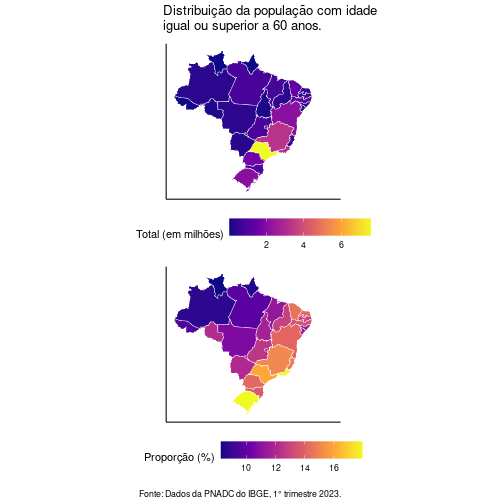 Distribuição da população com idade
igual ou superior a 60 anos.
Total (em milhões)
2 4 6
Proporção (%)
10 12 14 16
Fonte: Dados da PNADC do IBGE, 1° trimestre 2023.